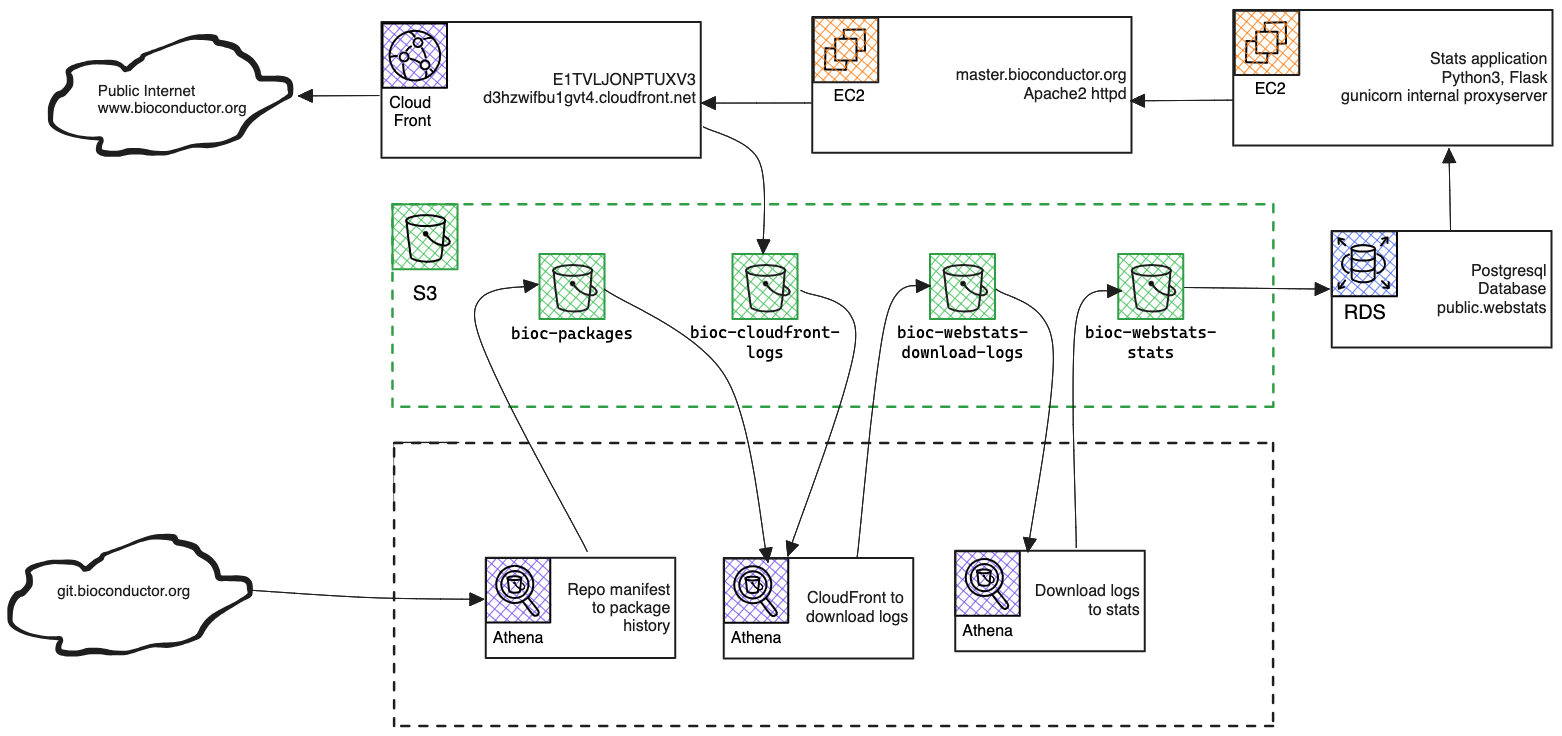 Public Internet
www.bioconductor.org
Cloud
Front
E1TVLJONPTUXV3
d3hzwifbu1gvt4.cloudfront.net
EC2
master.bioconductor.org
Apache2 httpd
EC2
Stats application
Python3, Flask
gunicorn internal proxyserver
S3
bioc-packages
bioc-cloudfront-
logs
bioc-webstats-
download-logs
bioc-webstats-
stats
RDS
Postgresql
Database
public.webstats
git.bioconductor.org
Athena
Repo manifest
to package
history
Athena
CloudFront to
download logs
Athena
Download logs
to stats